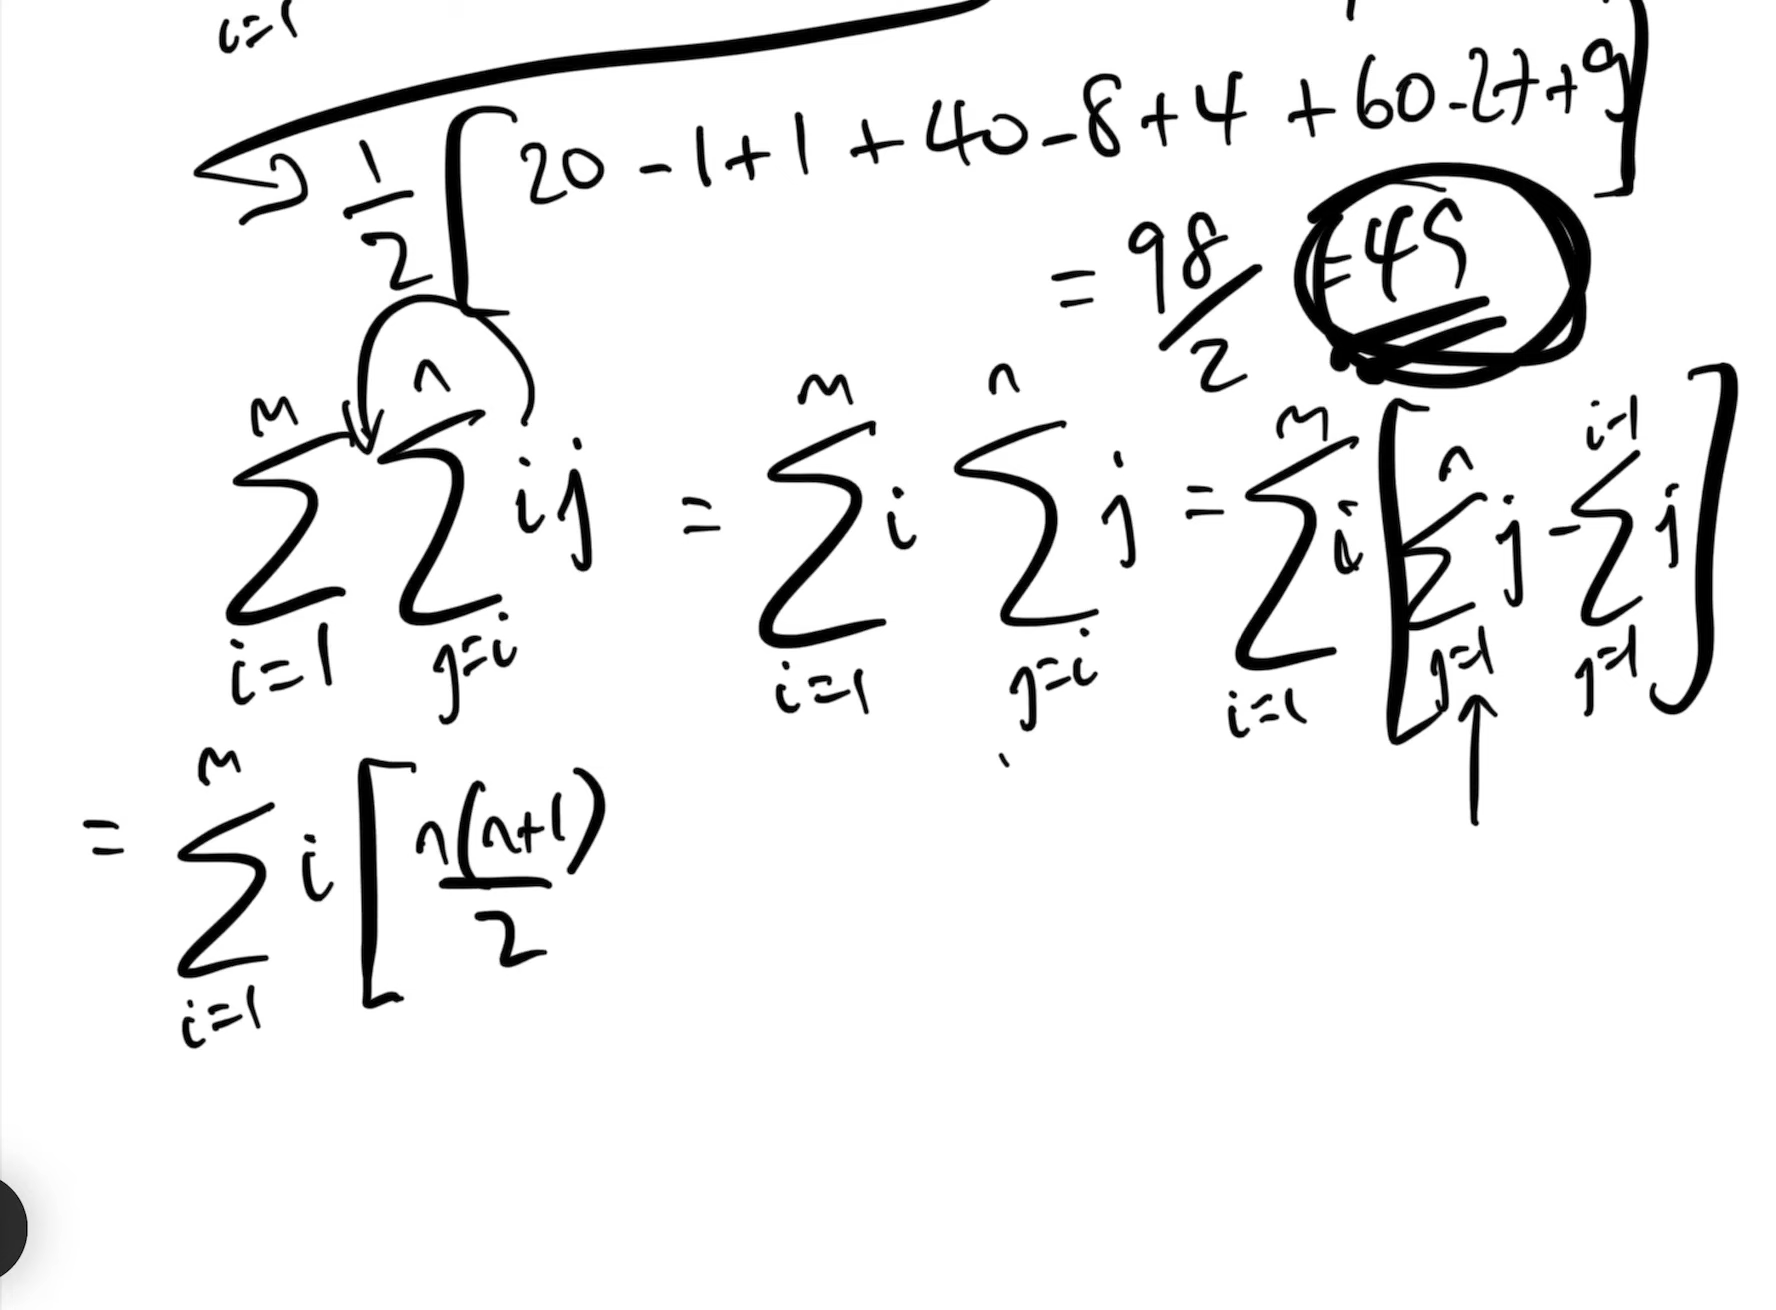 i=1
1/2 [20 - 1 + 1 + 40 - 8 + 4 + 60 - 27 + 9]
= 98/2 = 49
∑_{i=1}^{m} ∑_{j=i}^{n} ij = ∑_{i=1}^{m} i ∑_{j=i}^{n} j = ∑_{i=1}^{m} i [∑_{j=1}^{n} j - ∑_{j=1}^{i-1} j]
= ∑_{i=1}^{m} i [n(n+1)/2